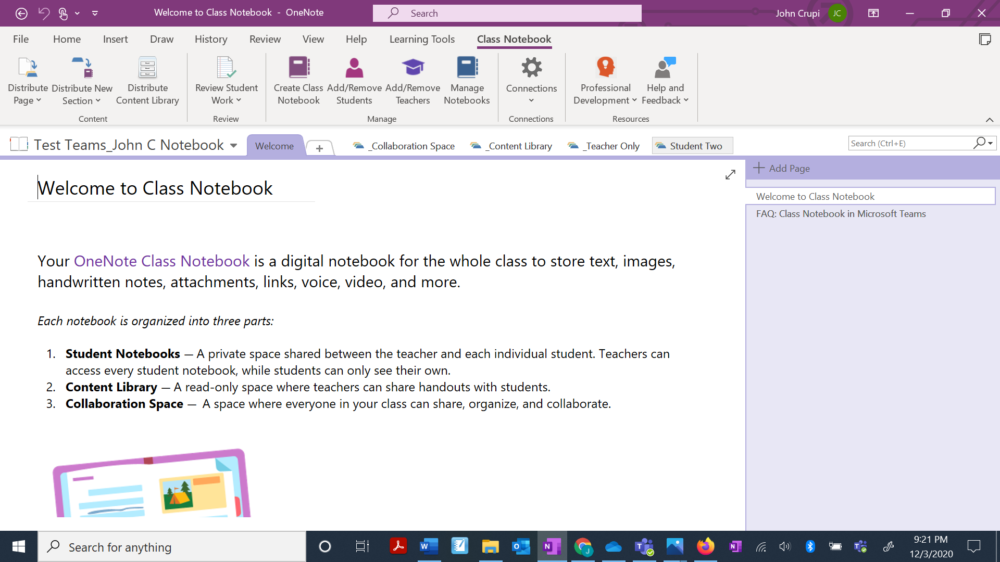 Welcome to Class Notebook - OneNote
Search
John Crupi
JC
File Home Insert Draw History Review View Help Learning Tools Class Notebook
Distribute Page
Distribute New Section
Distribute Content Library
Review Student Work
Create Class Notebook
Add/Remove Students
Add/Remove Teachers
Manage Notebooks
Connections
Professional Development
Help and Feedback
Content
Review
Manage
Connections
Resources
Test Teams_John C Notebook
Welcome
_Collaboration Space
_Content Library
_Teacher Only
Student Two
Search (Ctrl+E)
Add Page
Welcome to Class Notebook
FAQ: Class Notebook in Microsoft Teams
Welcome to Class Notebook
Your OneNote Class Notebook is a digital notebook for the whole class to store text, images,
handwritten notes, attachments, links, voice, video, and more.
Each notebook is organized into three parts:
1. Student Notebooks — A private space shared between the teacher and each individual student. Teachers can
access every student notebook, while students can only see their own.
2. Content Library — A read-only space where teachers can share handouts with students.
3. Collaboration Space — A space where everyone in your class can share, organize, and collaborate.
Search for anything
9:21 PM
12/3/2020